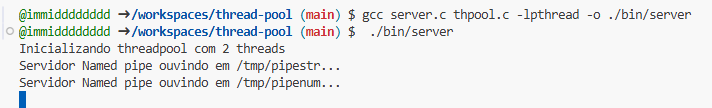 @immidddddddd ➜/workspaces/thread-pool (main) $ gcc server.c thpool.c -lpthread -o ./bin/server
@immidddddddd ➜/workspaces/thread-pool (main) $  ./bin/server
Inicializando threadpool com 2 threads
Servidor Named pipe ouvindo em /tmp/pipestr...
Servidor Named pipe ouvindo em /tmp/pipenum...